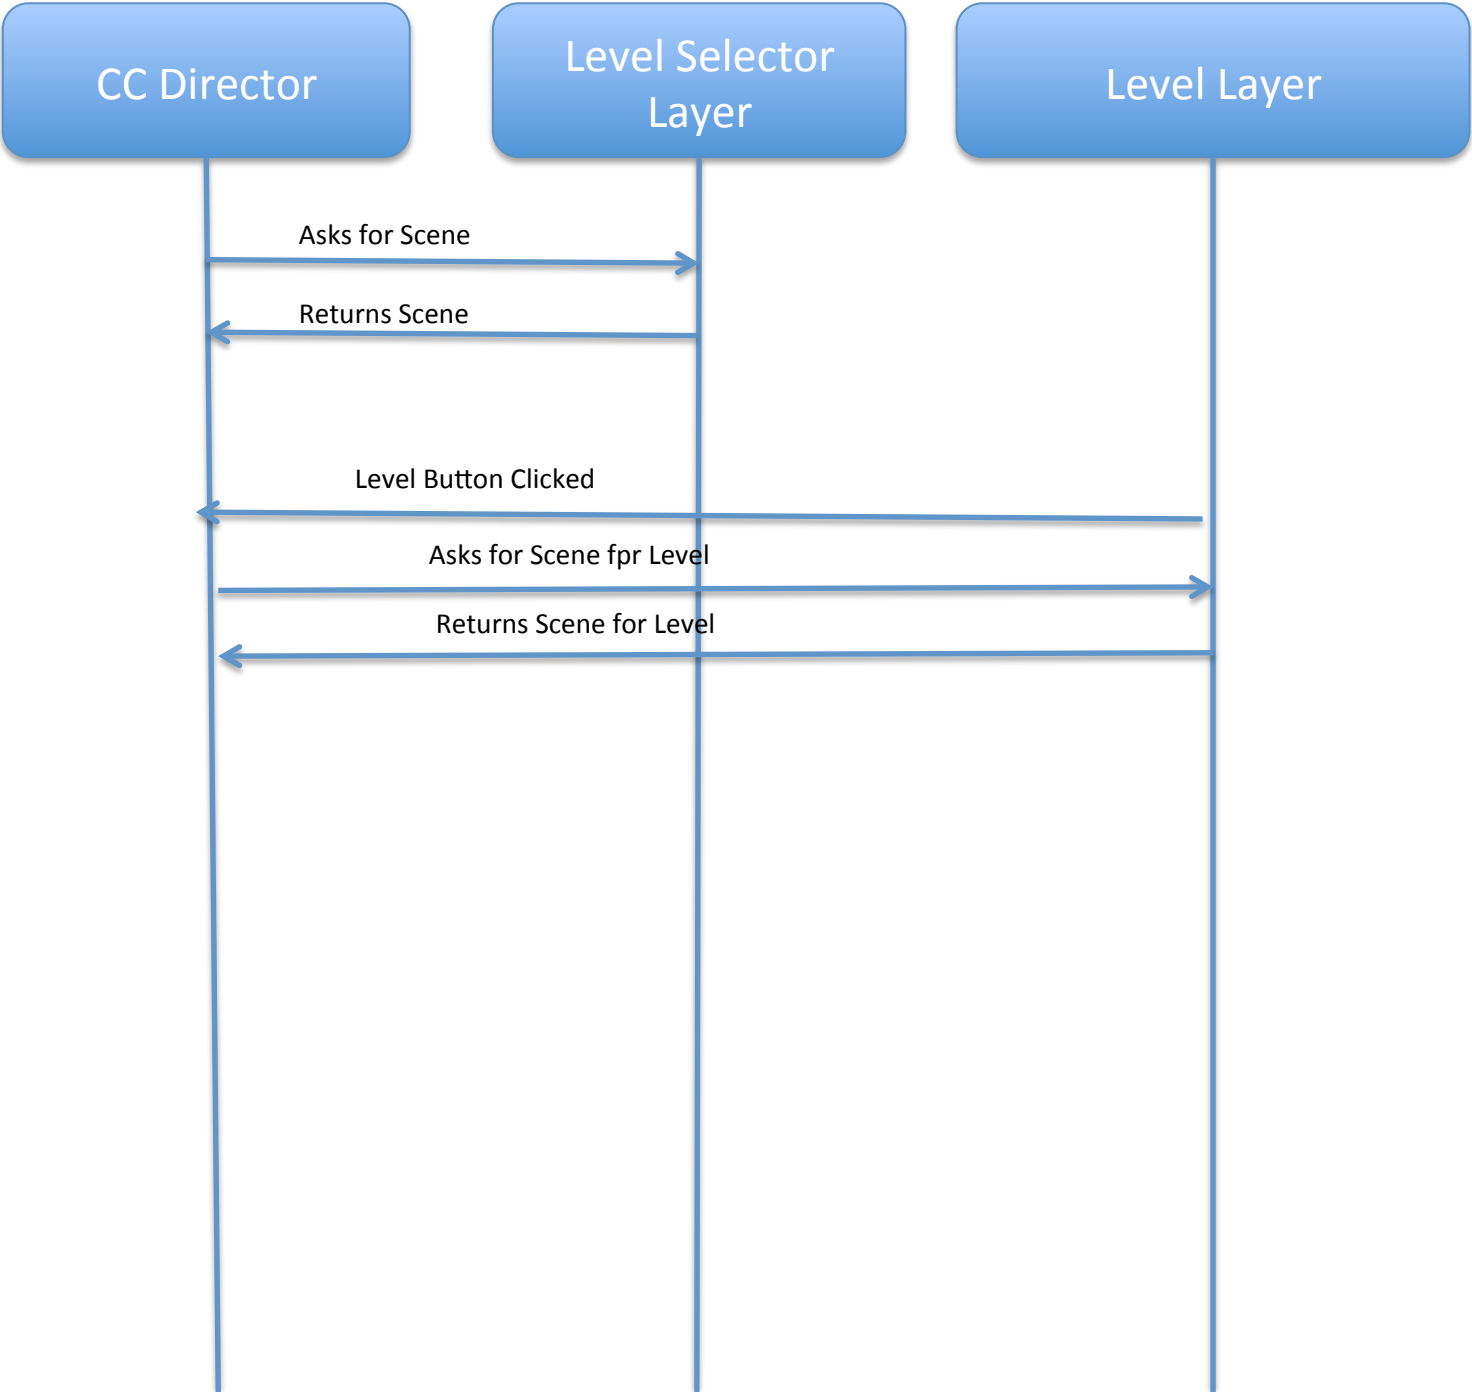 CC Director
Level Selector
Layer
Level Layer
Asks for Scene
Returns Scene
Level Button Clicked
Asks for Scene fpr Level
Returns Scene for Level